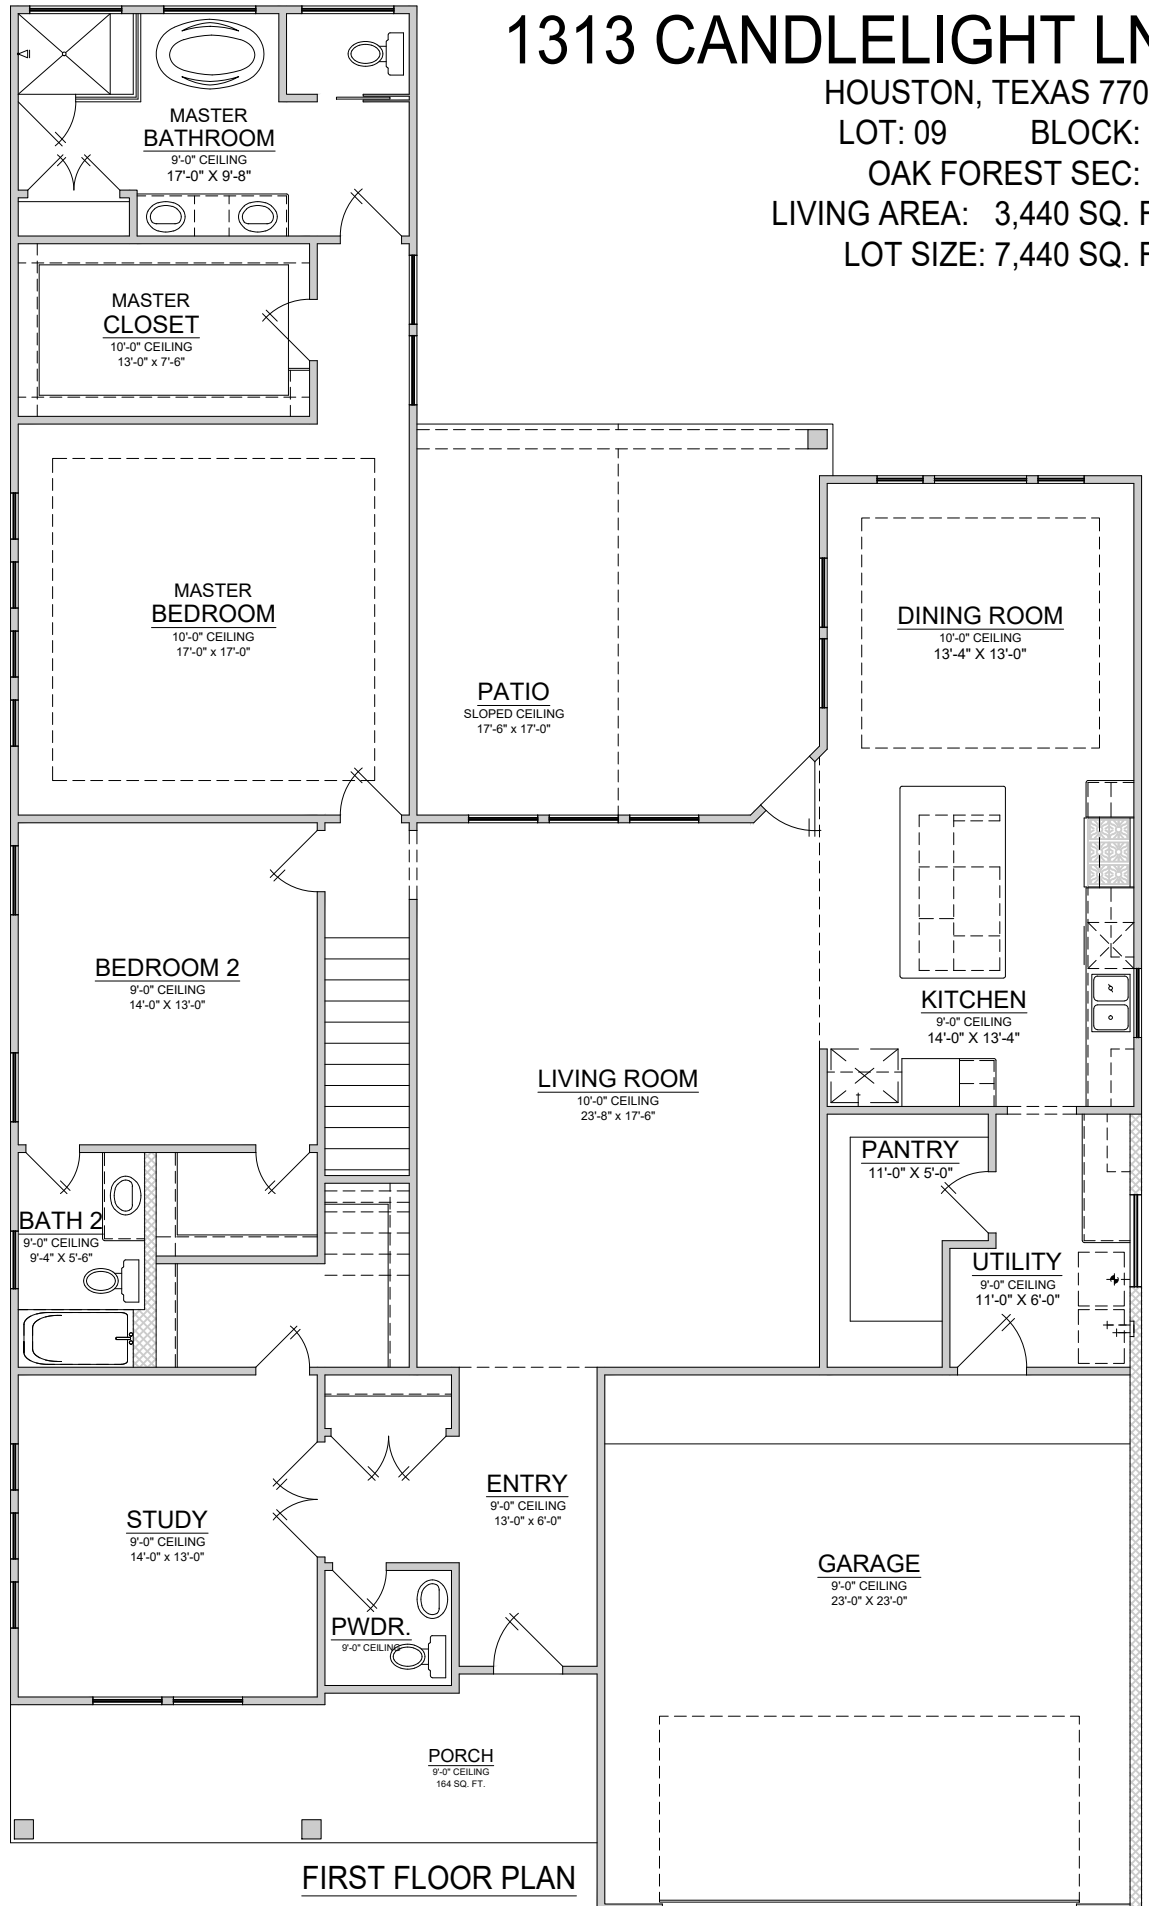 1313 CANDLELIGHT LN
HOUSTON, TEXAS 770
LOT: 09 BLOCK:
OAK FOREST SEC:
LIVING AREA: 3,440 SQ. F
LOT SIZE: 7,440 SQ. F
MASTER
BATHROOM
9'-0" CEILING
17'-0" X 9'-8"
MASTER
CLOSET
10'-0" CEILING
13'-0" x 7'-6"
MASTER
BEDROOM
10'-0" CEILING
17'-0" x 17'-0"
DINING ROOM
10'-0" CEILING
13'-4" X 13'-0"
PATIO
SLOPED CEILING
17'-6" x 17'-0"
BEDROOM 2
9'-0" CEILING
14'-0" X 13'-0"
KITCHEN
9'-0" CEILING
14'-0" X 13'-4"
LIVING ROOM
10'-0" CEILING
23'-8" x 17'-6"
PANTRY
11'-0" X 5'-0"
BATH 2
9'-0" CEILING
9'-4" X 5'-6"
UTILITY
9'-0" CEILING
11'-0" X 6'-0"
ENTRY
9'-0" CEILING
13'-0" x 6'-0"
STUDY
9'-0" CEILING
14'-0" x 13'-0"
GARAGE
9'-0" CEILING
23'-0" X 23'-0"
PWDR.
9'-0" CEILING
PORCH
9'-0" CEILING
164 SQ. FT.
FIRST FLOOR PLAN